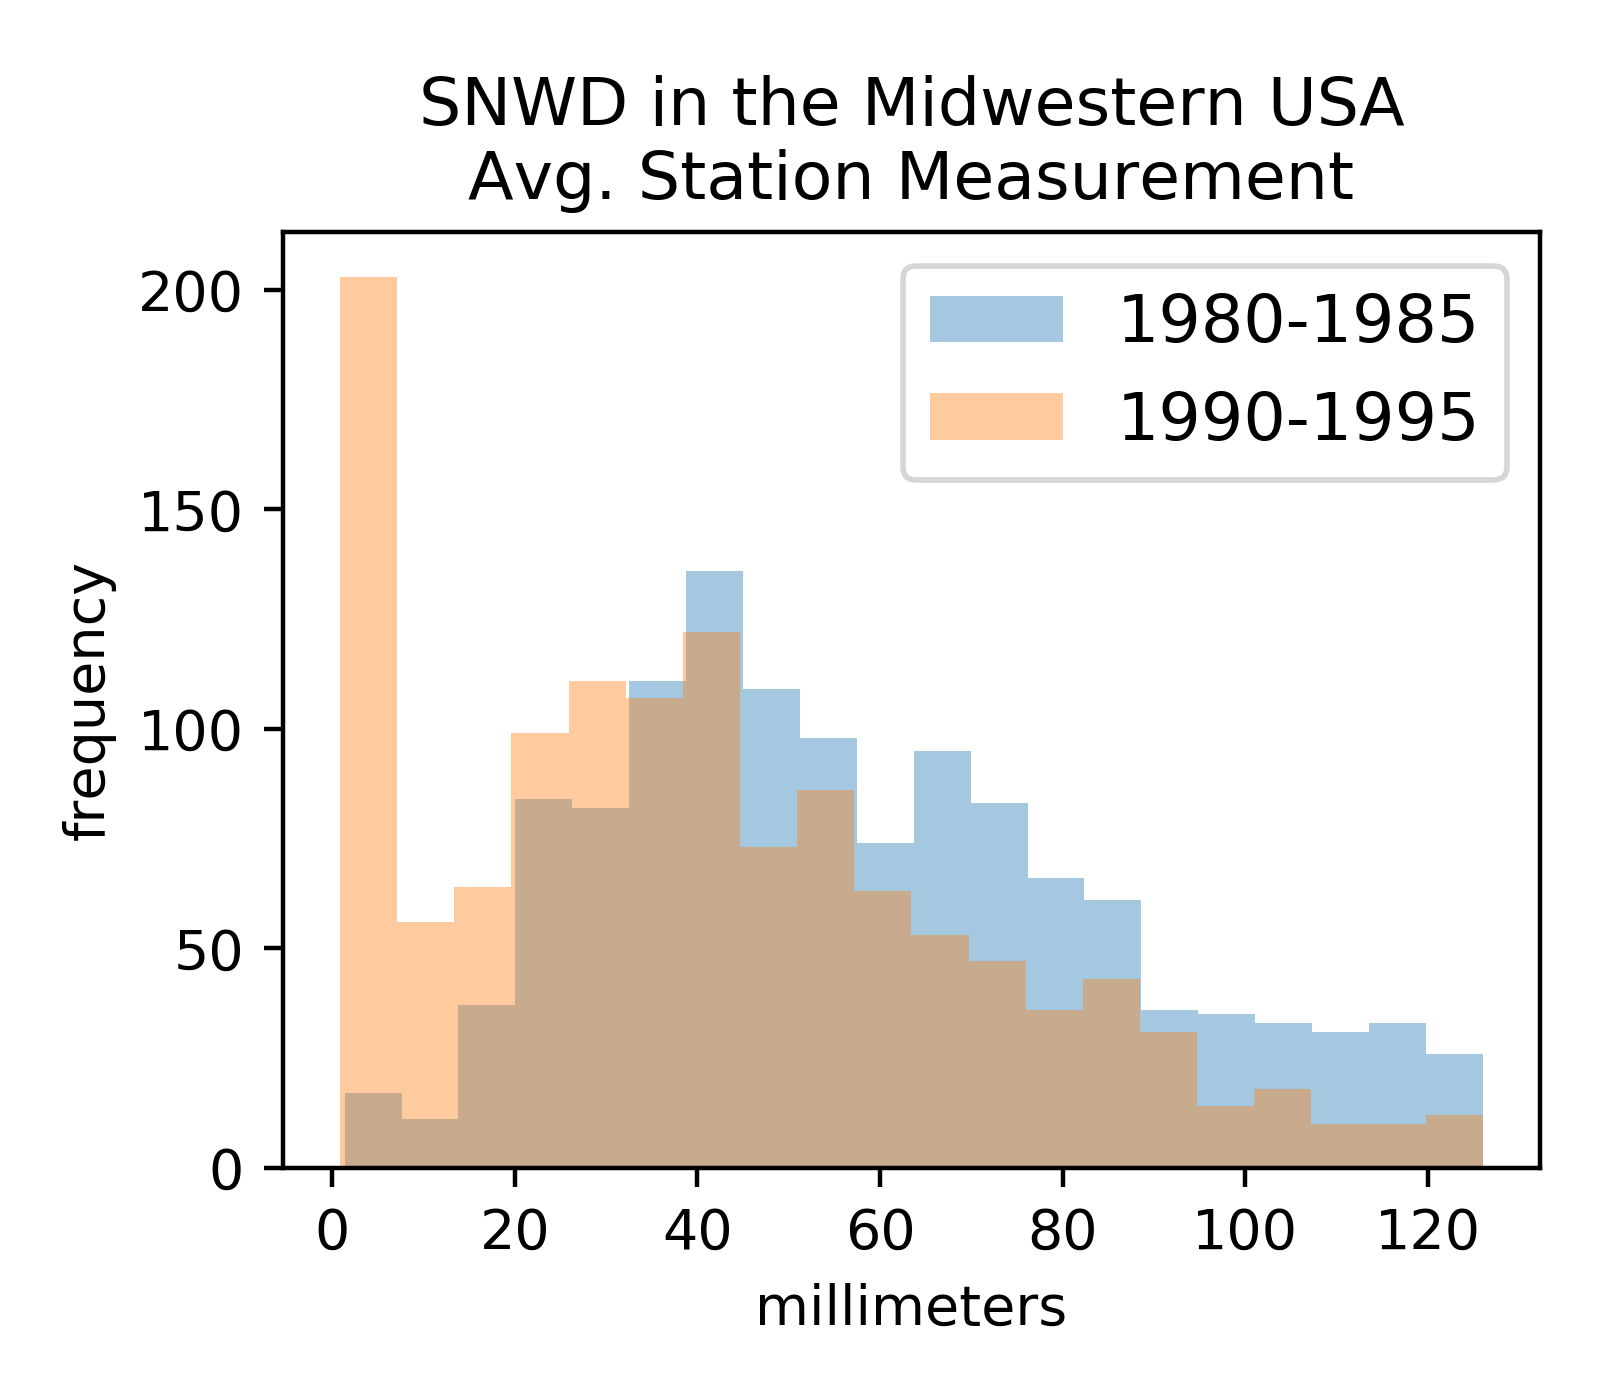 SNWD in the Midwestern USA
Avg. Station Measurement
1980-1985
1990-1995
200
150
100
50
0
frequency
0 20 40 60 80 100 120
millimeters